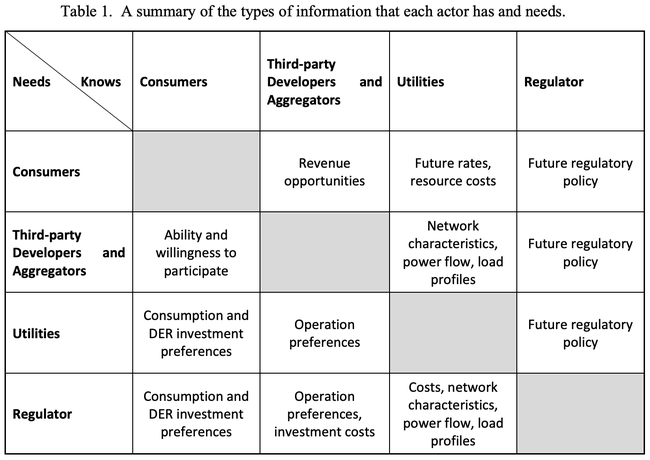 Table 1.  A summary of the types of information that each actor has and needs.
Needs Knows Consumers Third-party Developers and Aggregators Utilities Regulator
Consumers
Revenue opportunities
Future rates, resource costs
Future regulatory policy
Third-party Developers and Aggregators
Ability and willingness to participate
Network characteristics, power flow, load profiles
Future regulatory policy
Utilities
Consumption and DER investment preferences
Operation preferences
Future regulatory policy
Regulator
Consumption and DER investment preferences
Operation preferences, investment costs
Costs, network characteristics, power flow, load profiles